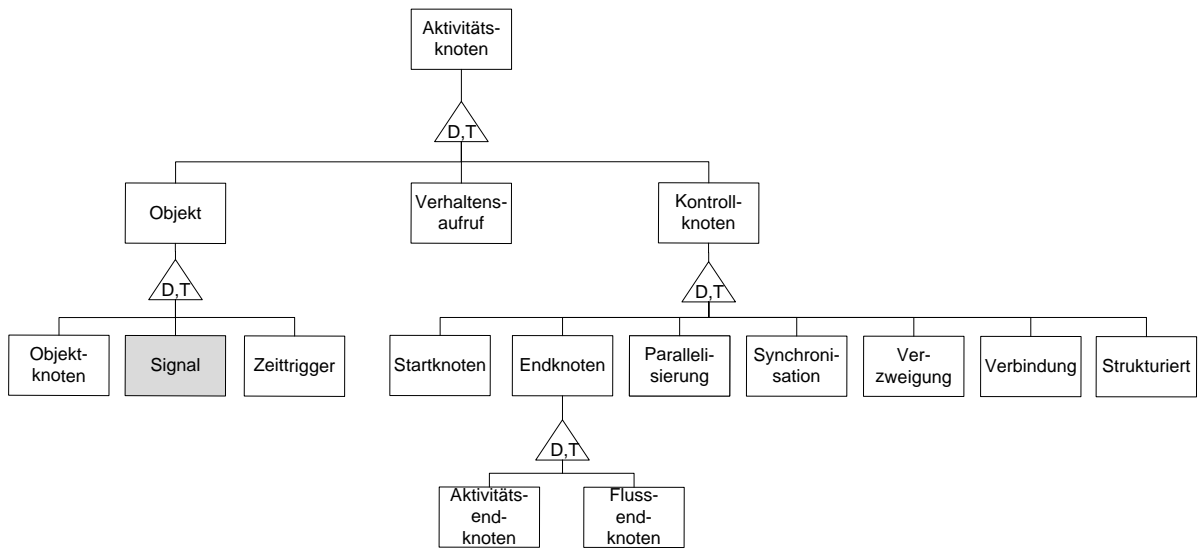 Aktivitäts-
knoten
D,T
Objekt
Verhaltens-
aufruf
Kontroll-
knoten
D,T
D,T
Objekt-
knoten
Signal
Zeittrigger
Startknoten
Endknoten
Paralleli-
sierung
Synchroni-
sation
Ver-
zweigung
Verbindung
Strukturiert
D,T
Aktivitäts-
end-
knoten
Fluss-
end-
knoten